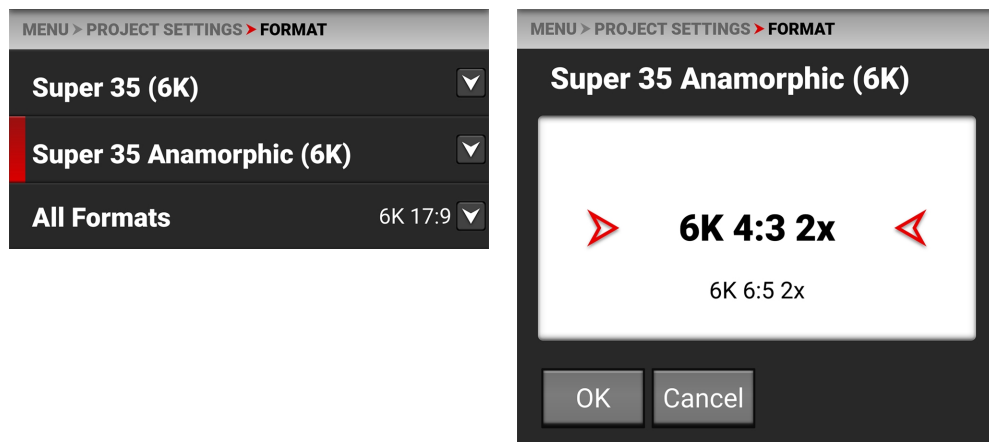 MENU > PROJECT SETTINGS > FORMAT
Super 35 (6K)
Super 35 Anamorphic (6K)
All Formats 6K 17:9
MENU > PROJECT SETTINGS > FORMAT
Super 35 Anamorphic (6K)
6K 4:3 2x
6K 6:5 2x
OK Cancel